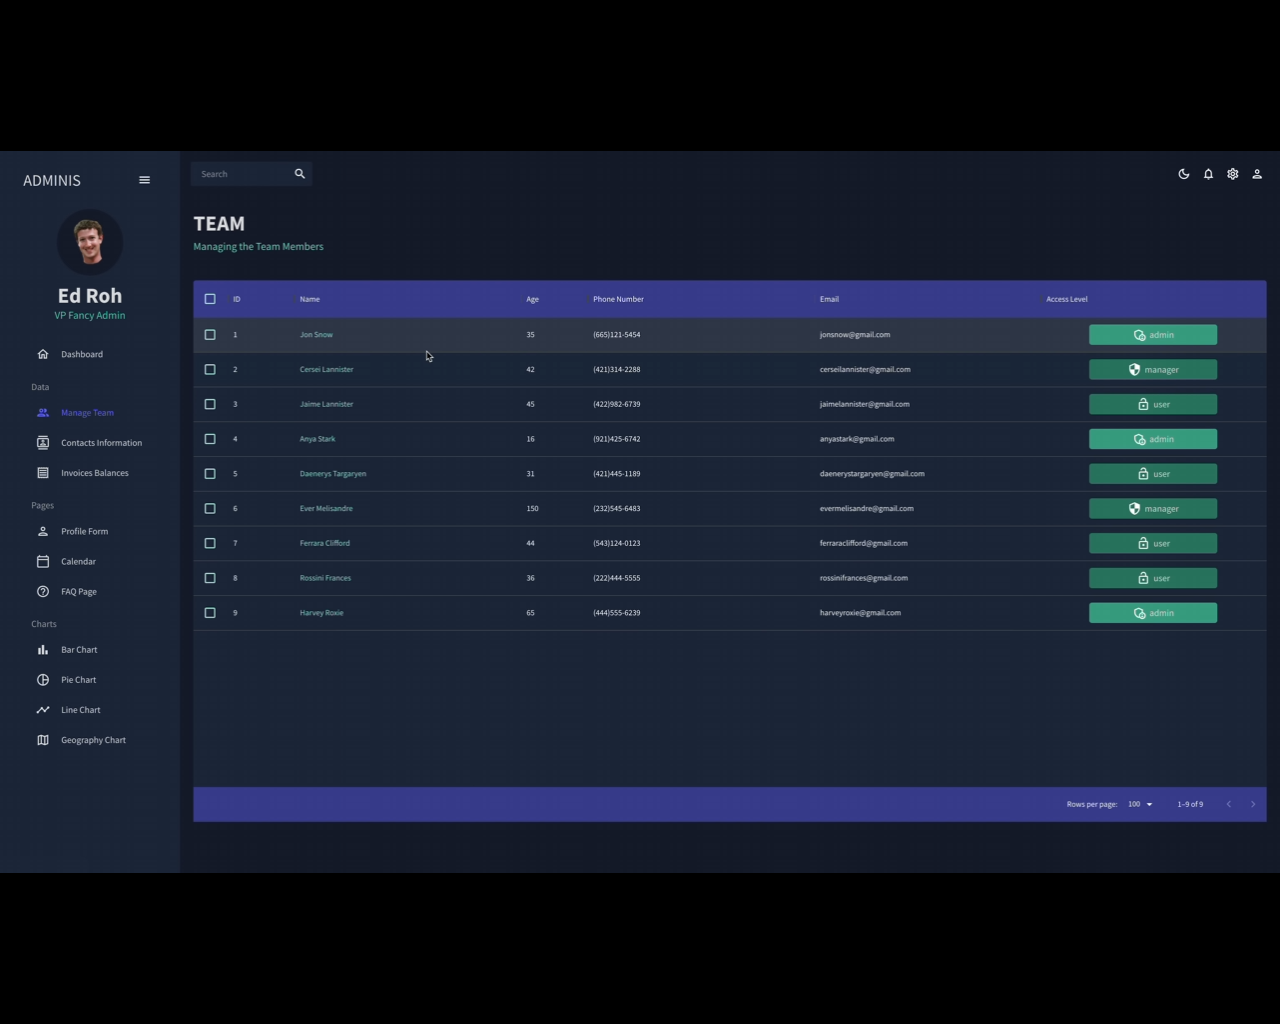 ADMINIS
Ed Roh
VP Fancy Admin
Dashboard
Data
Manage Team
Contacts Information
Invoices Balances
Pages
Profile Form
Calendar
FAQ Page
Charts
Bar Chart
Pie Chart
Line Chart
Geography Chart
Search
TEAM
Managing the Team Members
ID Name Age Phone Number Email Access Level
1 Jon Snow 35 (665)121-5454 jonsnow@gmail.com admin
2 Cersei Lannister 42 (421)314-2288 cerseilannister@gmail.com manager
3 Jaime Lannister 45 (422)982-6739 jaimelannister@gmail.com user
4 Anya Stark 16 (921)425-6742 anyastark@gmail.com admin
5 Daenerys Targaryen 31 (421)445-1189 daenerystargaryen@gmail.com user
6 Ever Melisandre 150 (232)545-6483 evermelisandre@gmail.com manager
7 Ferrara Clifford 44 (543)124-0123 ferraraclifford@gmail.com user
8 Rossini Frances 36 (222)444-5555 rossinifrances@gmail.com user
9 Harvey Roxie 65 (444)555-6239 harveyroxie@gmail.com admin
Rows per page: 100 1–9 of 9